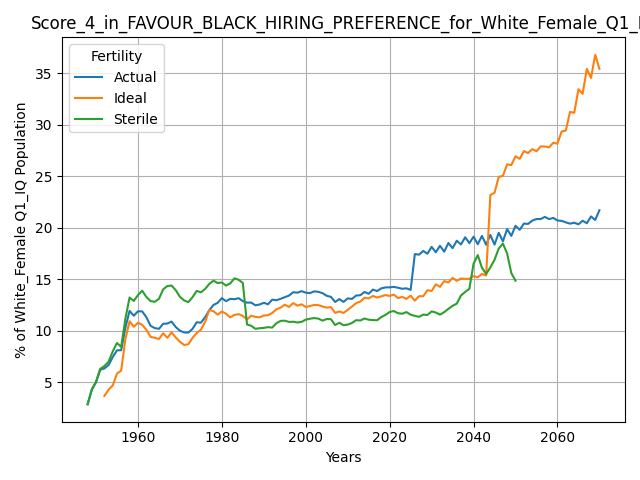 Score_4_in_FAVOUR_BLACK_HIRING_PREFERENCE_for_White_Female_Q1_I
Fertility
Actual
Ideal
Sterile
% of White_Female Q1_IQ Population
35
30
25
20
15
10
5
1960 1980 2000 2020 2040 2060
Years